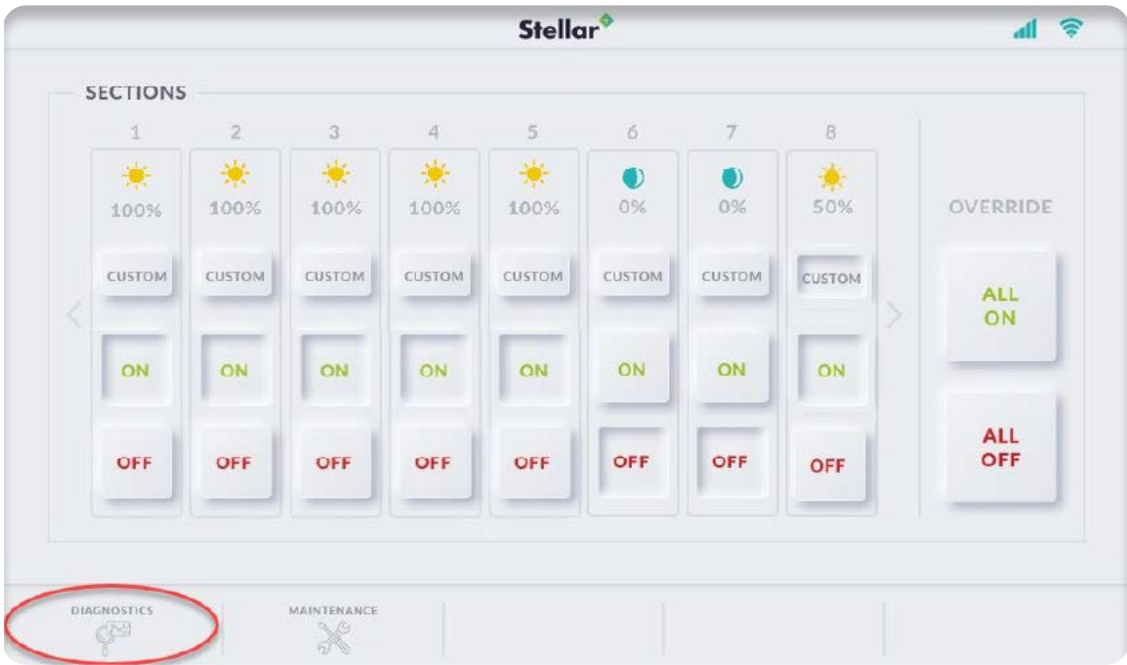 Stellar
SECTIONS
1 2 3 4 5 6 7 8
100% 100% 100% 100% 100% 0% 0% 50%
OVERRIDE
CUSTOM CUSTOM CUSTOM CUSTOM CUSTOM CUSTOM CUSTOM CUSTOM
ALL
ON
ON ON ON ON ON ON ON ON
OFF OFF OFF OFF OFF OFF OFF OFF
ALL
OFF
DIAGNOSTICS
MAINTENANCE